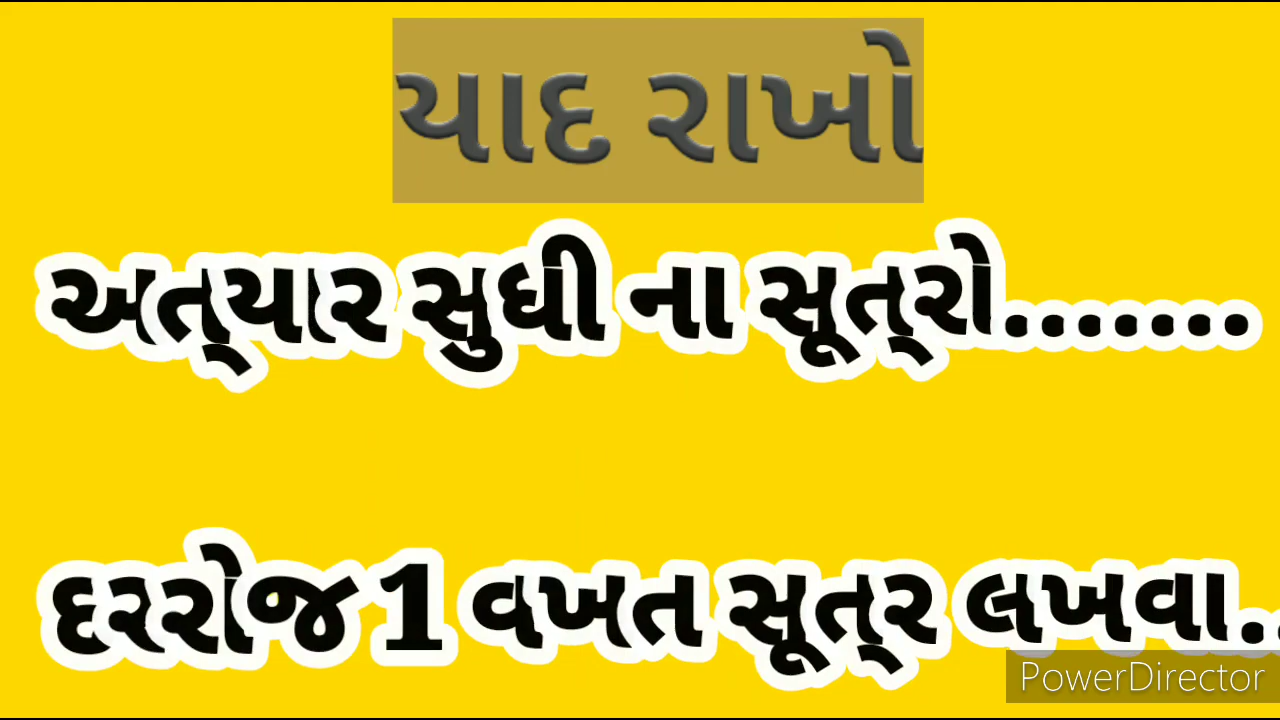 યાદ રાખો
અત્યાર સુધી ના સૂત્રો.......
દરરોજ 1 વખત સૂત્ર લખવા..
PowerDirector